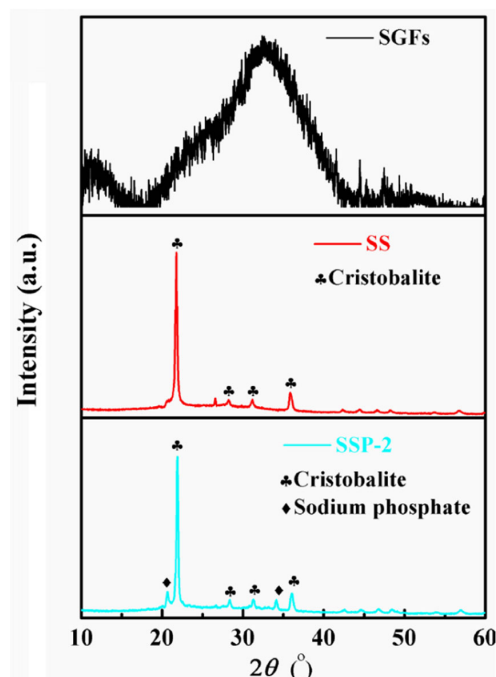 SGFs
SS
♣Cristobalite
♣
♣
♣
♣
SSP-2
♣Cristobalite
♦Sodium phosphate
♣
♦
♣
♣
♦
♣
Intensity (a.u.)
10 20 30 40 50 60
2θ (°)